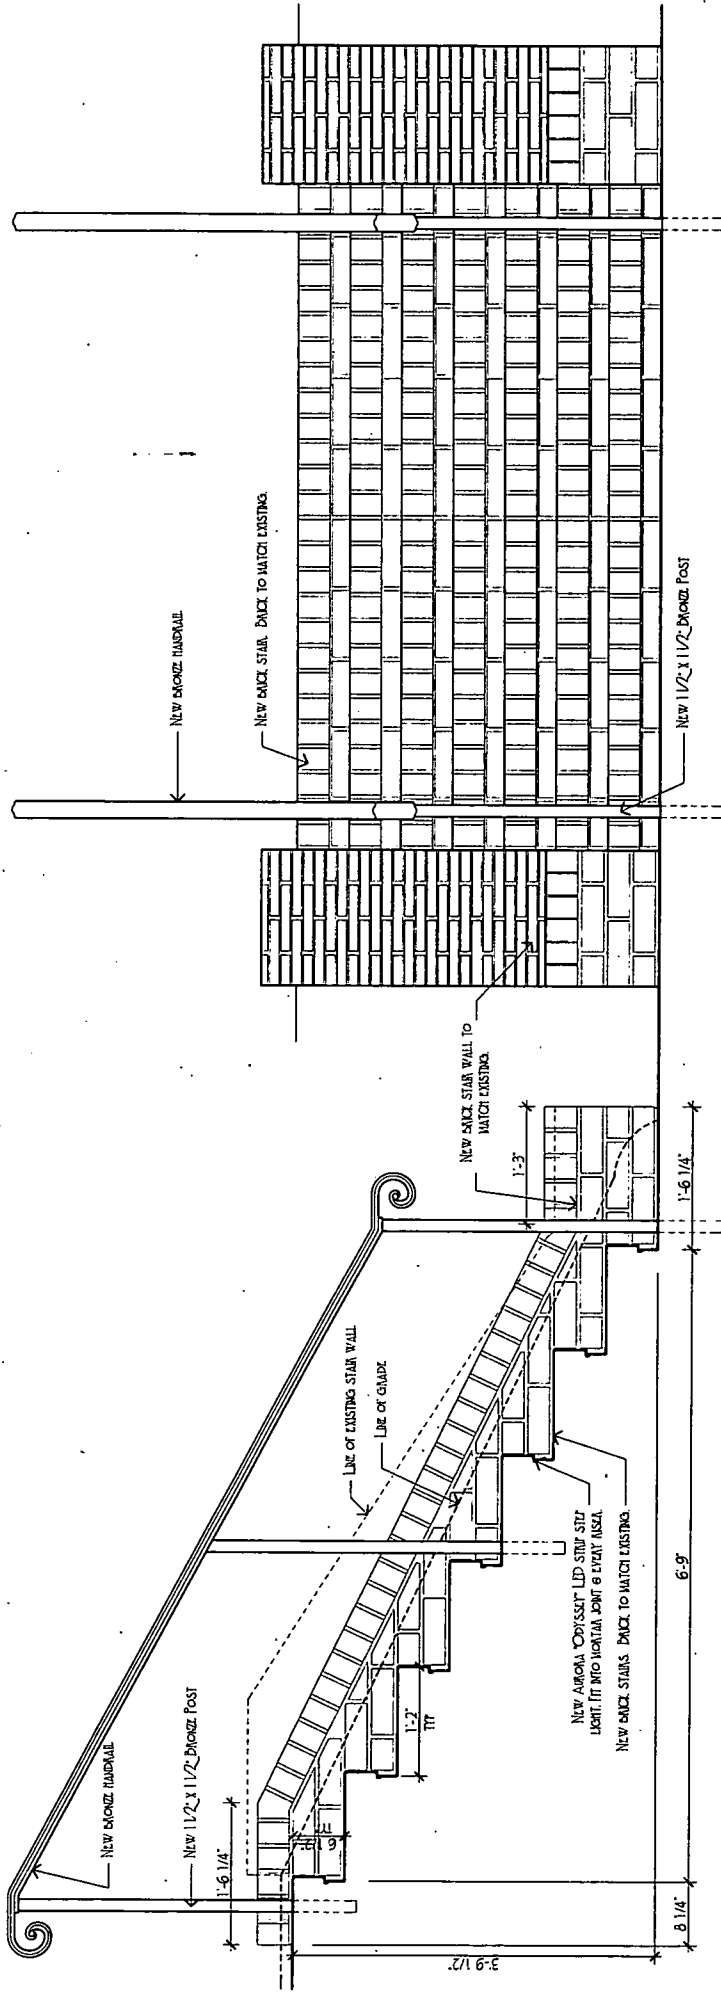 NEW BRONZE HANDRAIL
NEW 1 1/2" X 1 1/2" BRONZE POST
1'-6 1/4"
LINE OF EXISTING STAIR WALL
LINE OF GRADE
6 1/2"
TYP
1'-2"
TYP
3'-9 1/2"
8 1/4"
6'-9"
NEW AURORA "ODYSSEY" LED STRIP STEP
LIGHT. FIT INTO MORTAR JOINT @ EVERY RISER.
NEW BRICK STAIRS. BRICK TO MATCH EXISTING.
1'-3"
1'-6 1/4"
NEW BRICK STAIR WALL TO
MATCH EXISTING.
NEW BRONZE HANDRAIL
NEW BRICK STAIR. BRICK TO MATCH EXISTING.
NEW 1 1/2" X 1 1/2" BRONZE POST